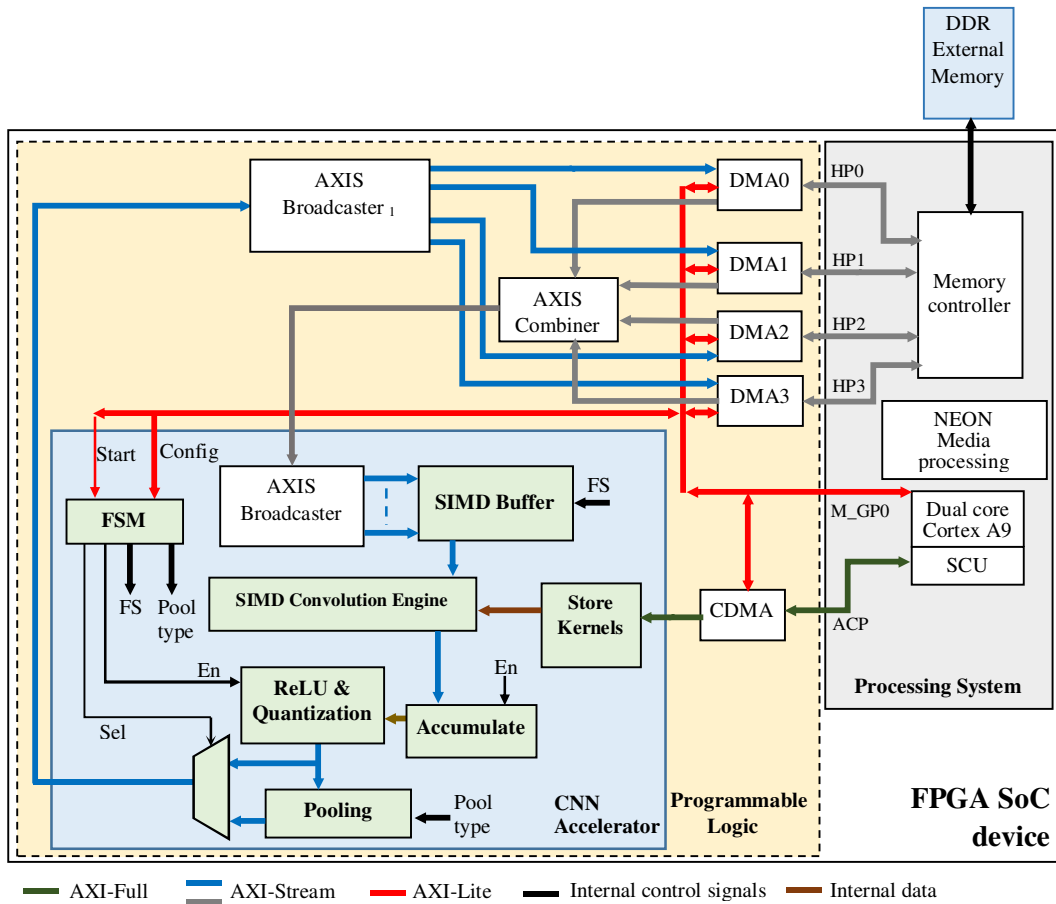 DDR
External
Memory
AXIS
Broadcaster 1
DMA0
HP0
DMA1
HP1
Memory
controller
AXIS
Combiner
DMA2
HP2
DMA3
HP3
NEON
Media
processing
Start
Config
AXIS
Broadcaster
SIMD Buffer
FS
FSM
M_GP0
Dual core
Cortex A9
SCU
FS
Pool
type
SIMD Convolution Engine
Store
Kernels
CDMA
ACP
En
ReLU &
Quantization
En
Accumulate
Processing System
Sel
Pooling
Pool
type
CNN
Accelerator
Programmable
Logic
FPGA SoC
device
AXI-Full
AXI-Stream
AXI-Lite
Internal control signals
Internal data